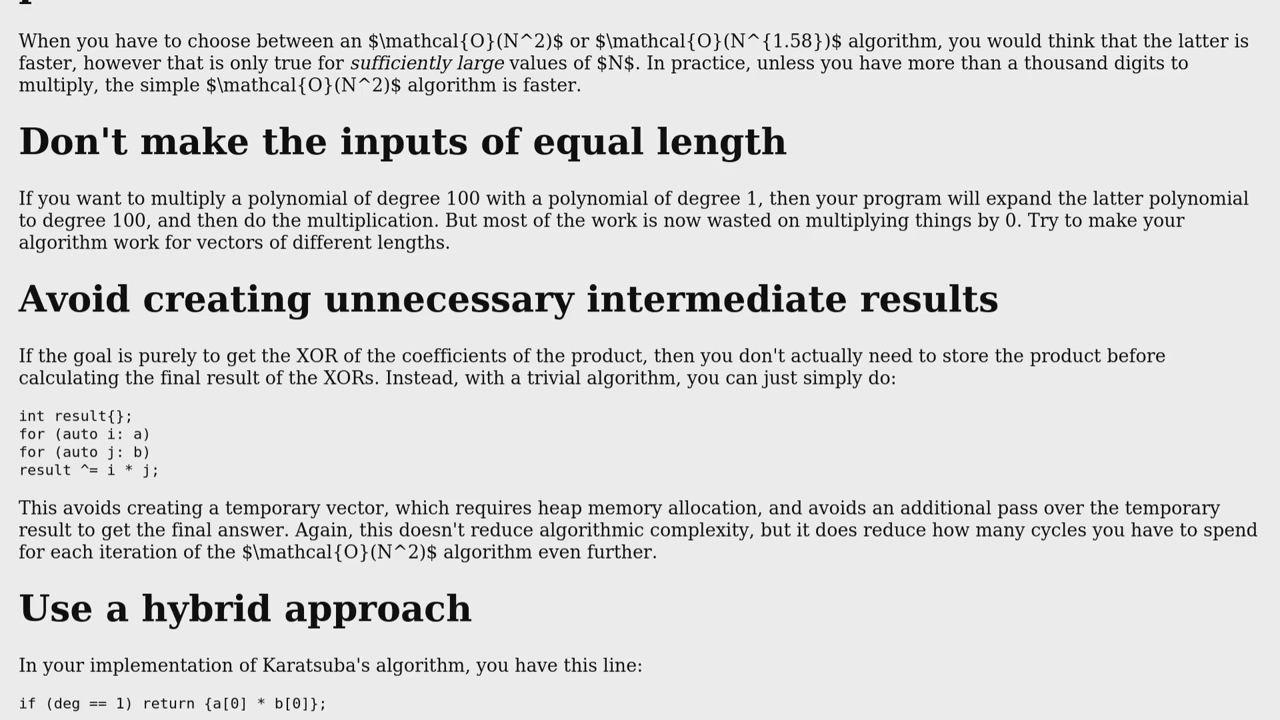 When you have to choose between an $\mathcal{O}(N^2)$ or $\mathcal{O}(N^{1.58})$ algorithm, you would think that the latter is
faster, however that is only true for sufficiently large values of $N$. In practice, unless you have more than a thousand digits to
multiply, the simple $\mathcal{O}(N^2)$ algorithm is faster.
Don't make the inputs of equal length
If you want to multiply a polynomial of degree 100 with a polynomial of degree 1, then your program will expand the latter polynomial
to degree 100, and then do the multiplication. But most of the work is now wasted on multiplying things by 0. Try to make your
algorithm work for vectors of different lengths.
Avoid creating unnecessary intermediate results
If the goal is purely to get the XOR of the coefficients of the product, then you don't actually need to store the product before
calculating the final result of the XORs. Instead, with a trivial algorithm, you can just simply do:
int result{};
for (auto i: a)
for (auto j: b)
result ^= i * j;
This avoids creating a temporary vector, which requires heap memory allocation, and avoids an additional pass over the temporary
result to get the final answer. Again, this doesn't reduce algorithmic complexity, but it does reduce how many cycles you have to spend
for each iteration of the $\mathcal{O}(N^2)$ algorithm even further.
Use a hybrid approach
In your implementation of Karatsuba's algorithm, you have this line:
if (deg == 1) return {a[0] * b[0]};